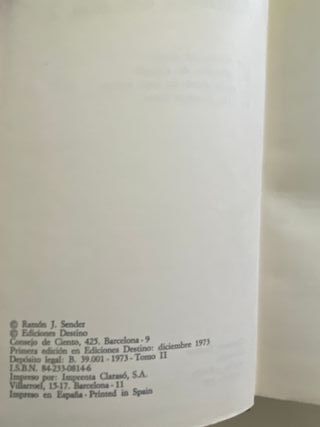 © Ramón J. Sender
© Ediciones Destino
Consejo de Ciento, 425. Barcelona - 9
Primera edición en Ediciones Destino: diciembre 1973
Depósito legal: B. 39.001 - 1973 - Tomo II
I.S.B.N. 84-233-0814-6
Impreso por: Imprenta Clarasó, S.A.
Villarroel, 15-17. Barcelona - 11
Impreso en España - Printed in Spain